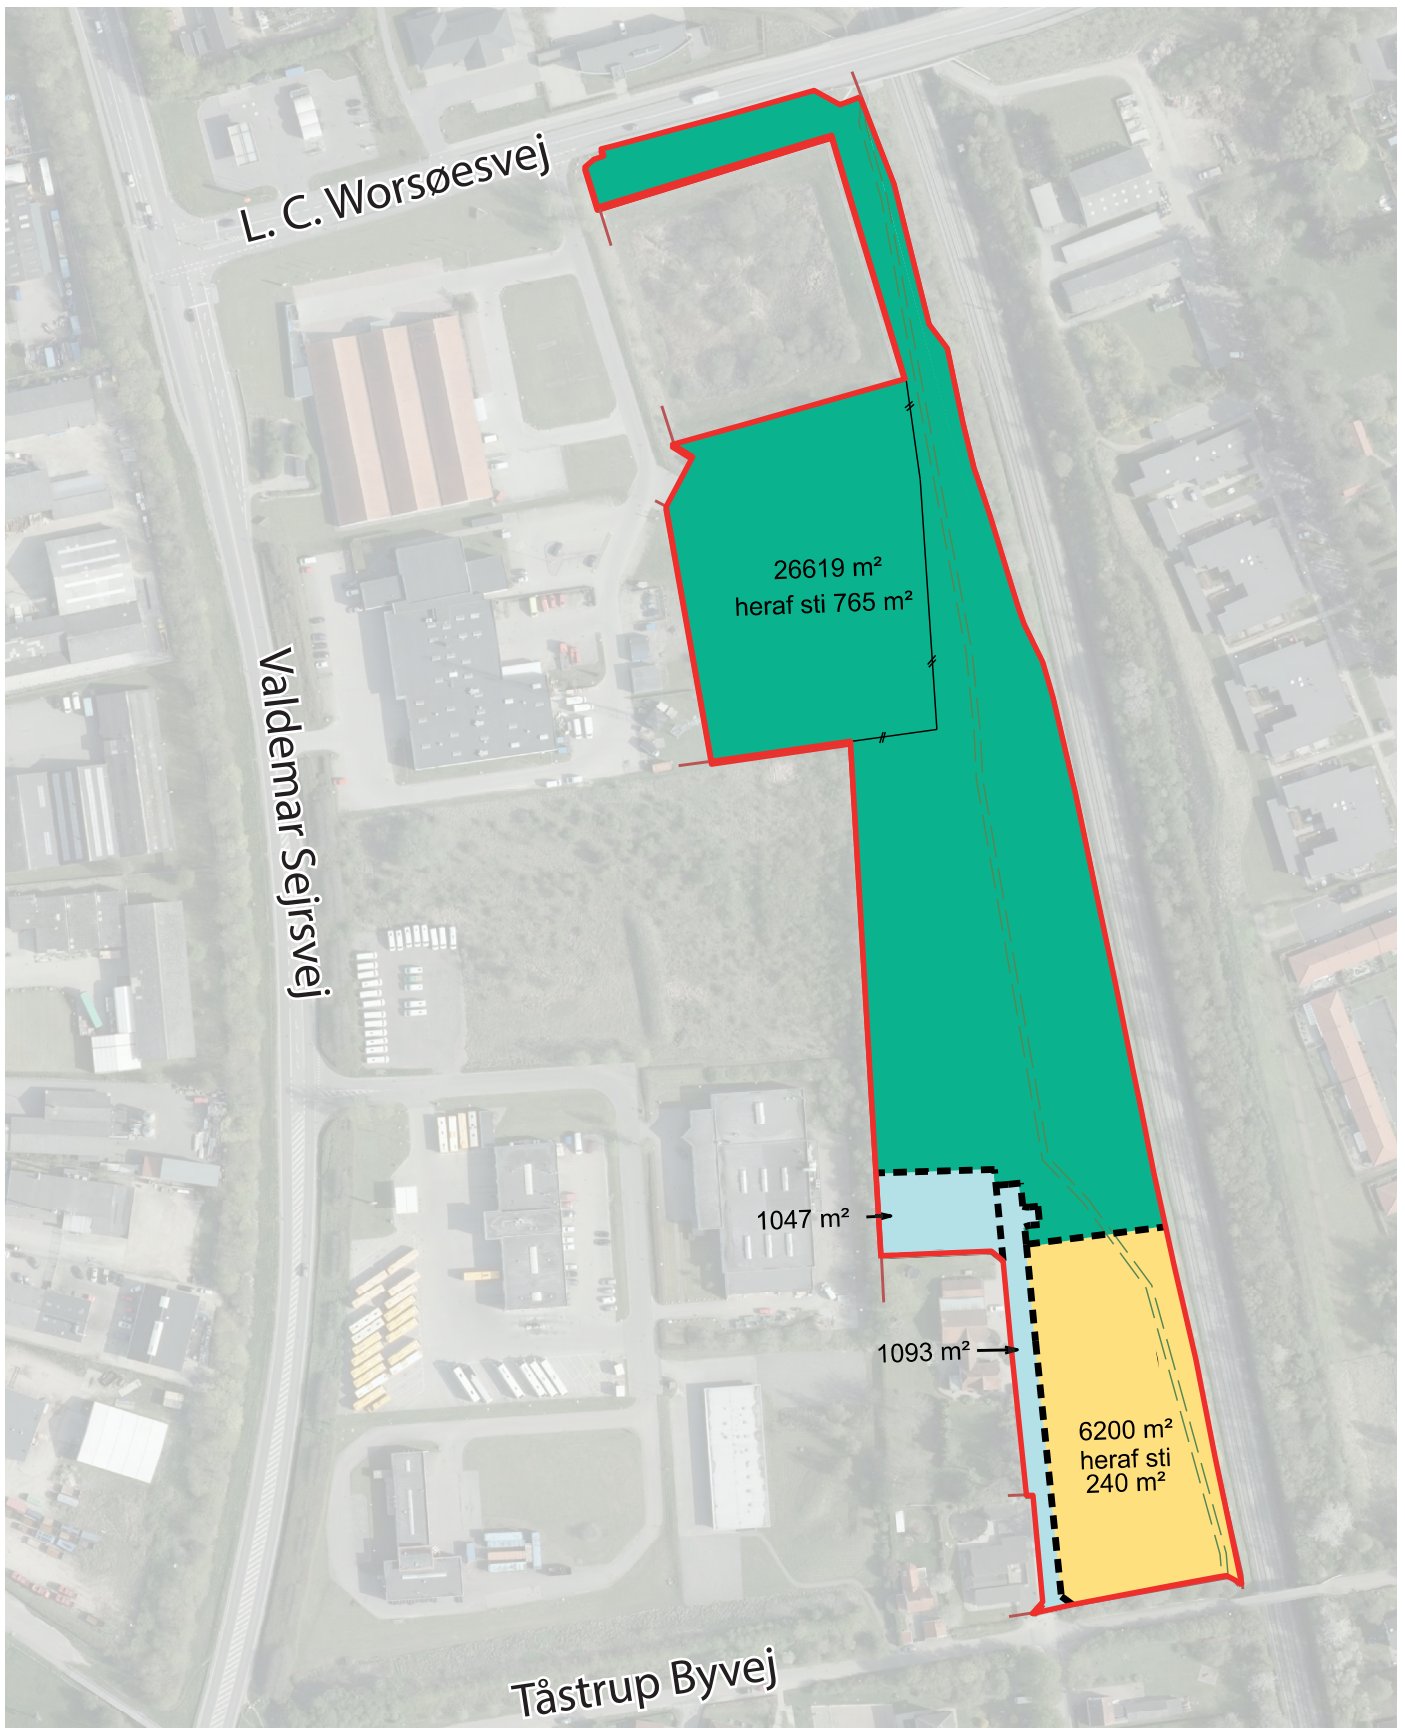 L. C. Worsøesvej
26619 m²
heraf sti 765 m²
Valdemar Sejrsvej
1047 m²
1093 m²
6200 m²
heraf sti
240 m²
Tåstrup Byvej